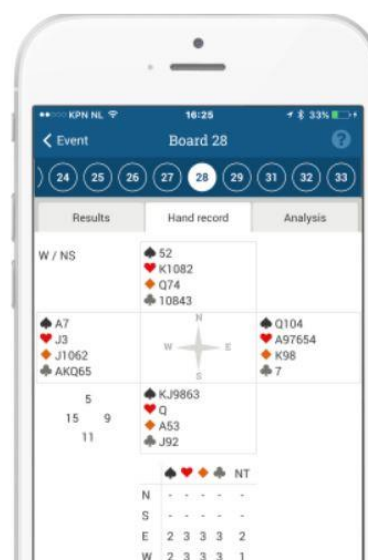 KPN NL 16:25 33%
Event Board 28 ?
24 25 26 27 28 29 31 32 33
Results Hand record Analysis
W / NS
♠ 52
♥ K1082
♦ Q74
♣ 10843
♠ A7
♥ J3
♦ J1062
♣ AKQ65
N
W E
S
♠ Q104
♥ A97654
♦ K98
♣ 7
♠ KJ9863
♥ Q
♦ A53
♣ J92
5
15 9
11
♠ ♥ ♦ ♣ NT
N - - - - -
S - - - - -
E 2 3 3 3 2
W 2 3 3 3 1